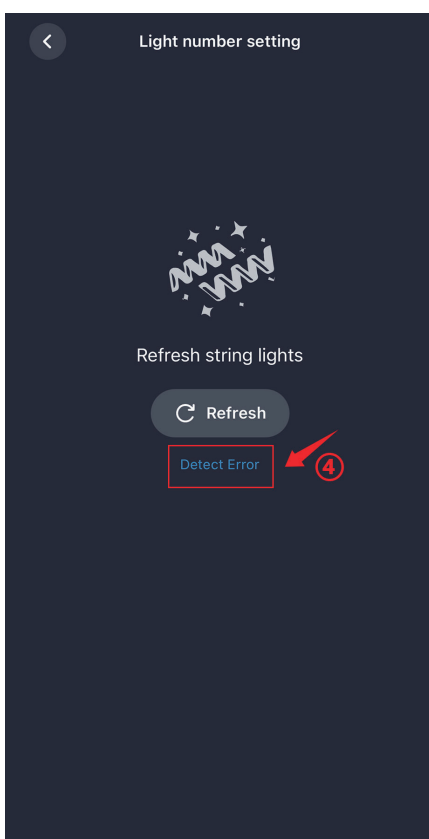 Light number setting
Refresh string lights
Refresh
Detect Error
④